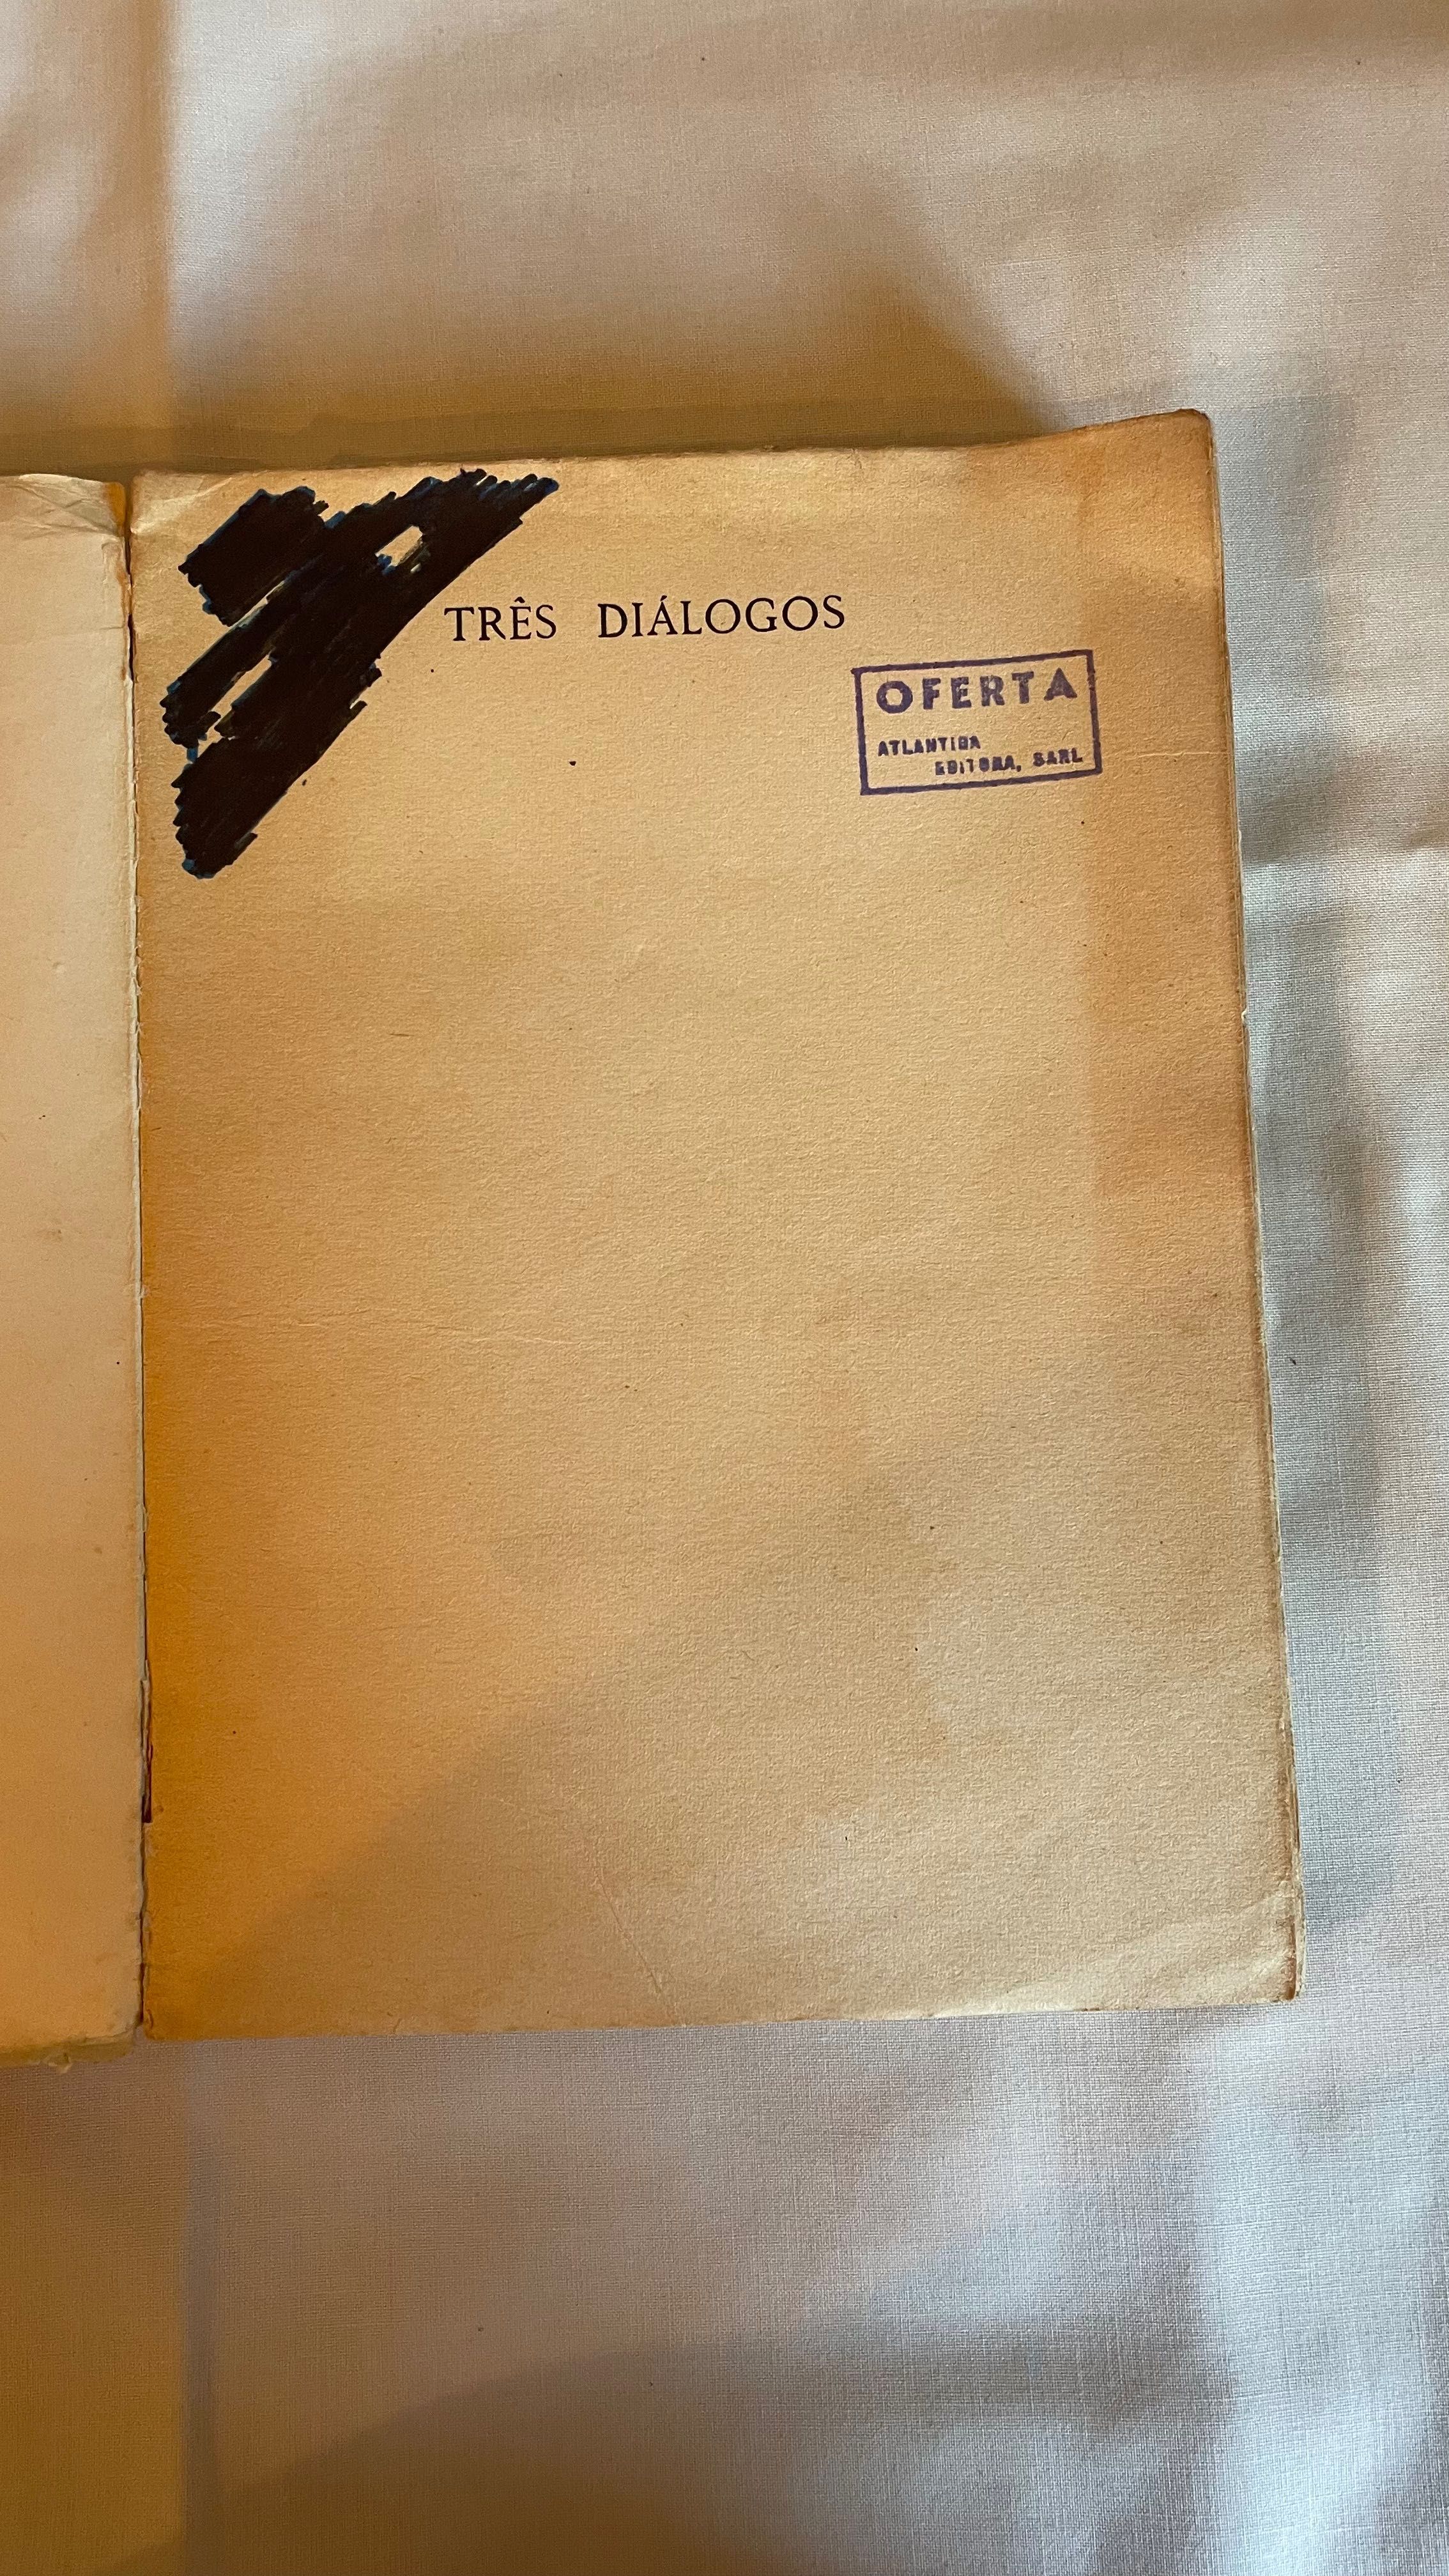 TRÊS DIÁLOGOS
OFERTA
ATLANTIDA
EDITORA, SARL